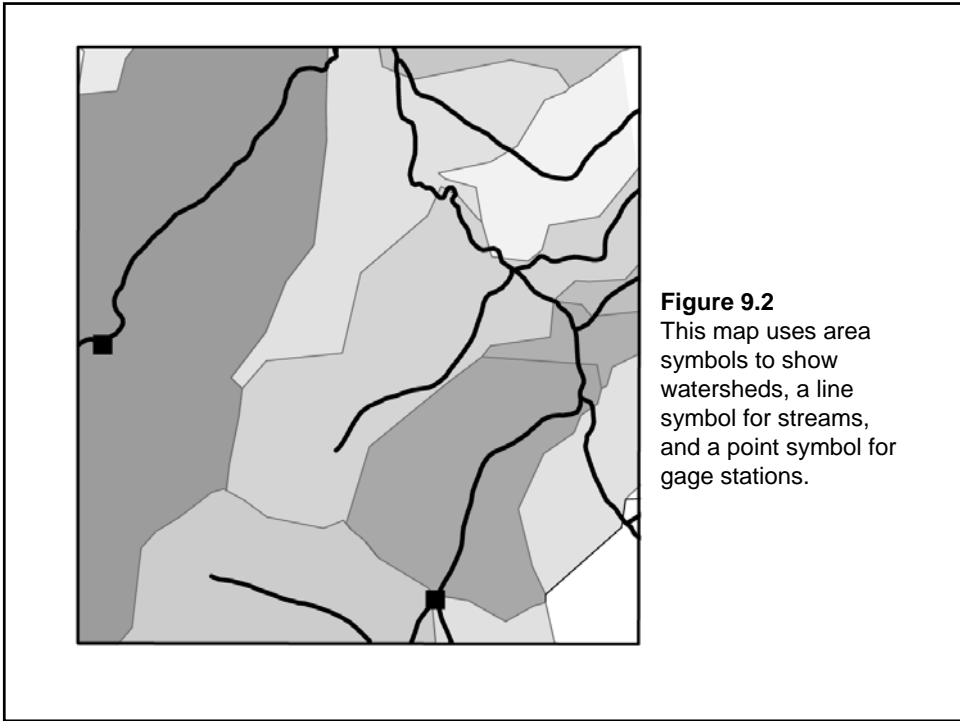 Figure 9.2
This map uses area
symbols to show
watersheds, a line
symbol for streams,
and a point symbol for
gage stations.